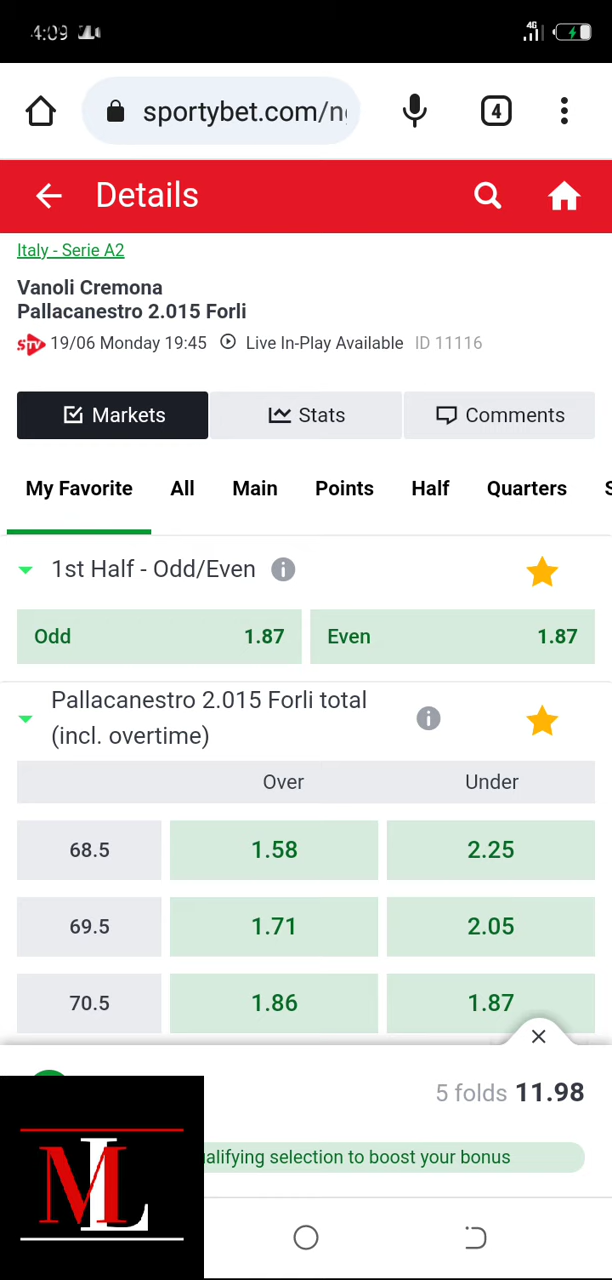 4:09
4G
sportybet.com/n
4
Details
Italy - Serie A2
Vanoli Cremona
Pallacanestro 2.015 Forli
sTV 19/06 Monday 19:45 Live In-Play Available ID 11116
Markets Stats Comments
My Favorite All Main Points Half Quarters S
1st Half - Odd/Even
Odd 1.87 Even 1.87
Pallacanestro 2.015 Forli total
(incl. overtime)
Over Under
68.5 1.58 2.25
69.5 1.71 2.05
70.5 1.86 1.87
5 folds 11.98
alifying selection to boost your bonus
ML